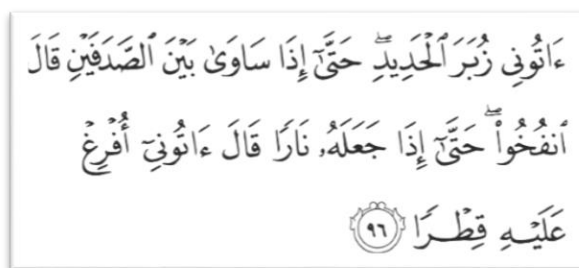 ءَاتُونِى زُبَرَ ٱلْحَدِيدِۖ حَتَّىٰٓ إِذَا سَاوَىٰ بَيْنَ ٱلصَّدَفَيْنِ قَالَ
ٱنفُخُوا۟ۖ حَتَّىٰٓ إِذَا جَعَلَهُۥ نَارًا قَالَ ءَاتُونِىٓ أُفْرِغْ
عَلَيْهِ قِطْرًا ٩٦